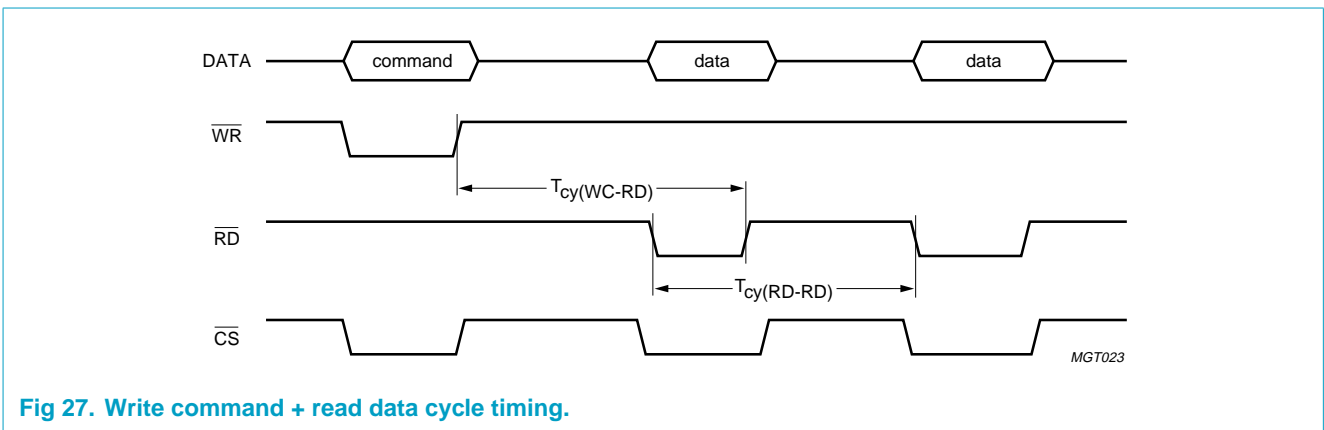 DATA command data data
WR
Tcy(WC-RD)
RD
Tcy(RD-RD)
CS
MGT023
Fig 27. Write command + read data cycle timing.